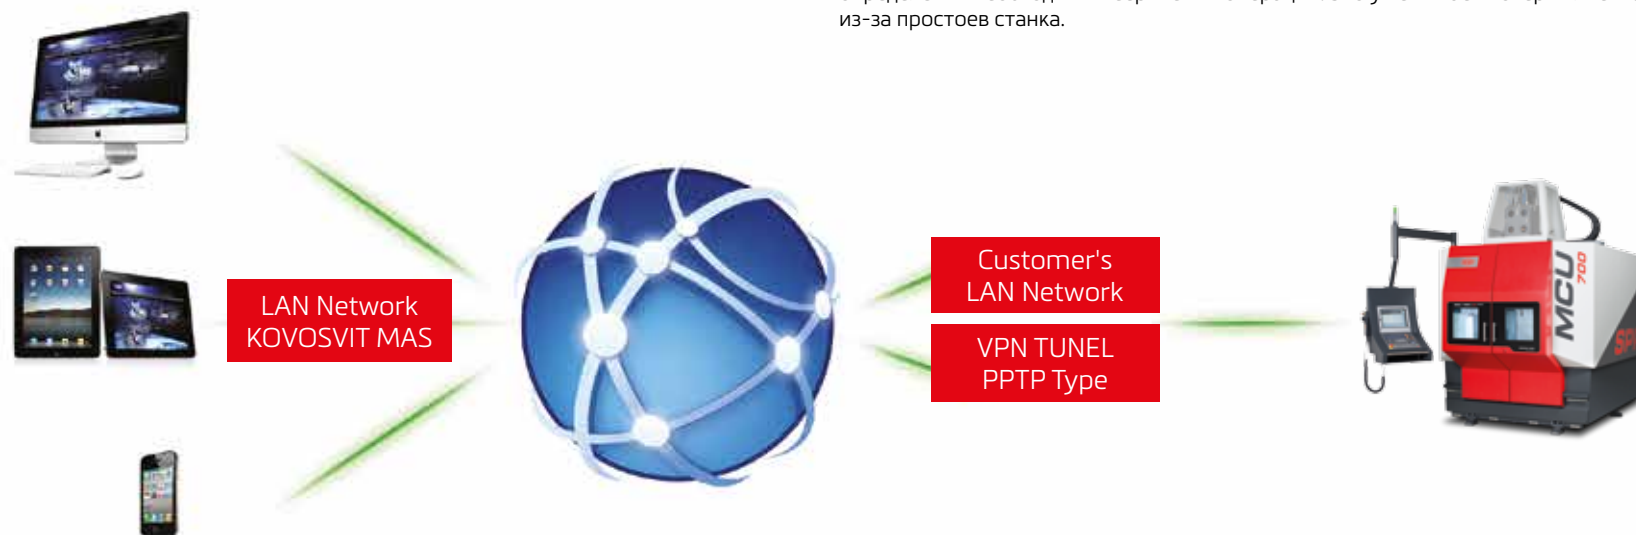 из-за простоев станка.
LAN Network
KOVOSVIT MAS
Customer's
LAN Network
VPN TUNEL
PPTP Type
MCU
700